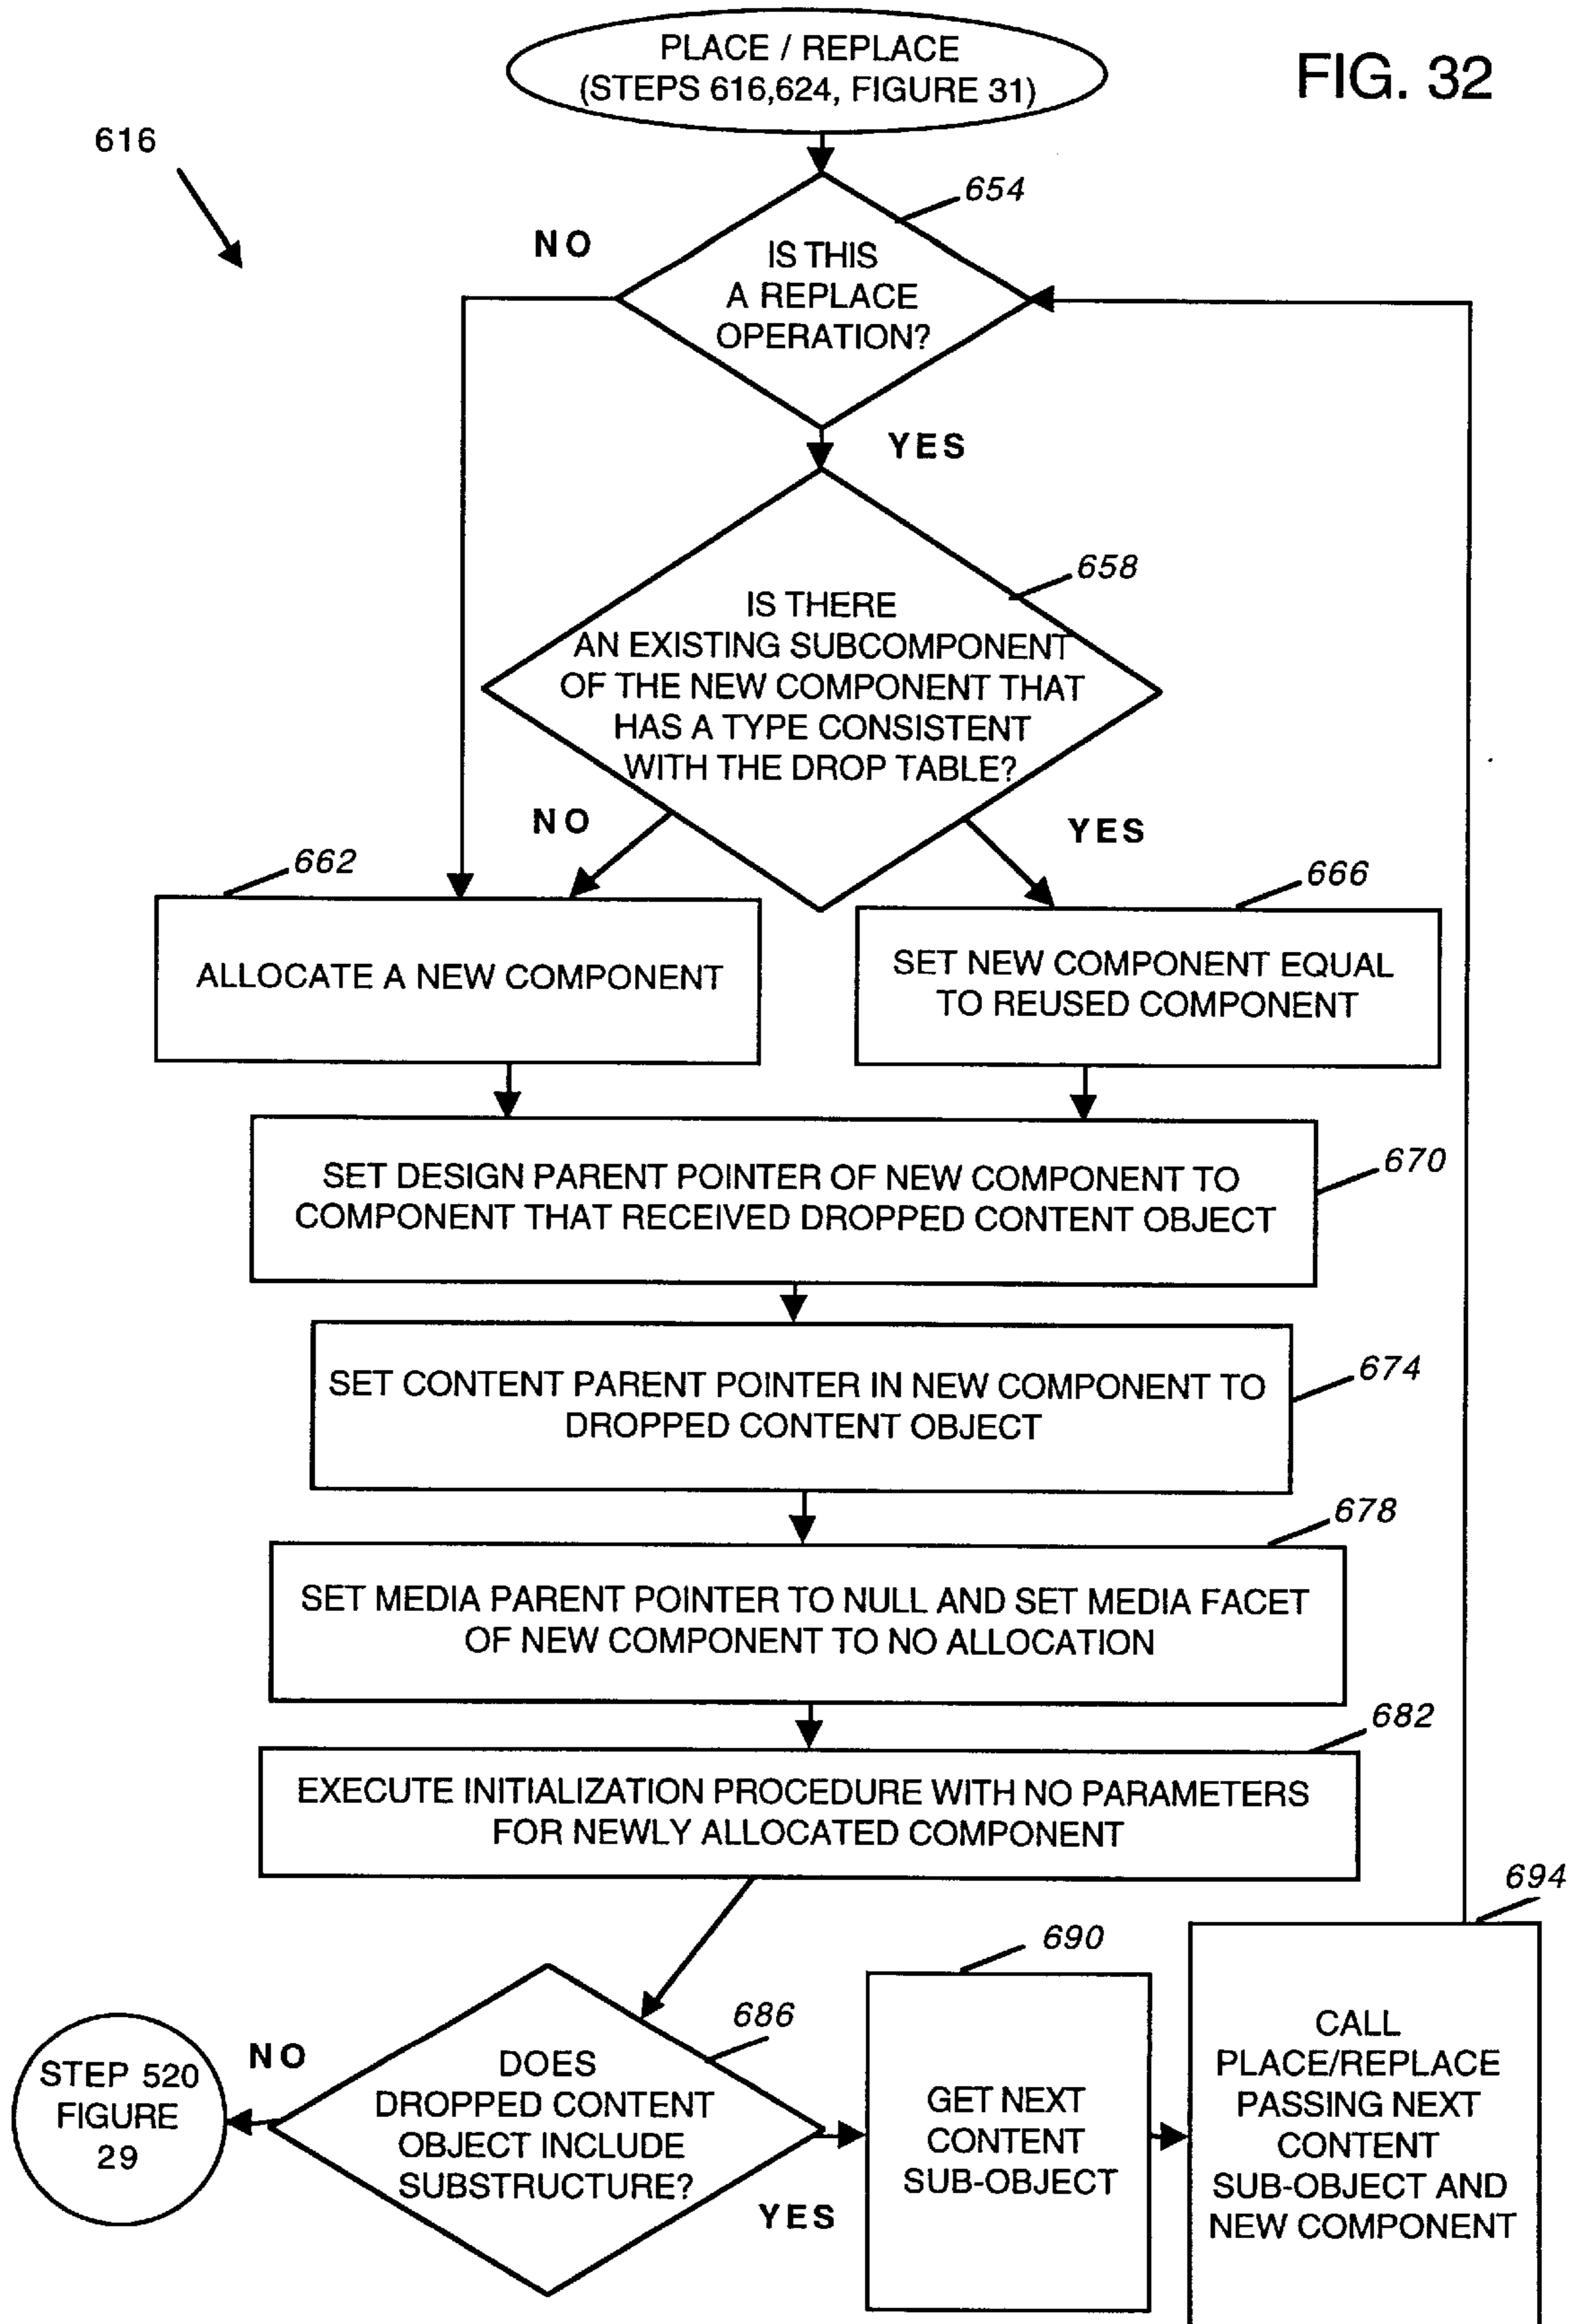 PLACE / REPLACE
(STEPS 616,624, FIGURE 31)
FIG. 32
616
654
NO
IS THIS
A REPLACE
OPERATION?
YES
658
IS THERE
AN EXISTING SUBCOMPONENT
OF THE NEW COMPONENT THAT
HAS A TYPE CONSISTENT
WITH THE DROP TABLE?
NO
YES
662
666
ALLOCATE A NEW COMPONENT
SET NEW COMPONENT EQUAL
TO REUSED COMPONENT
670
SET DESIGN PARENT POINTER OF NEW COMPONENT TO
COMPONENT THAT RECEIVED DROPPED CONTENT OBJECT
674
SET CONTENT PARENT POINTER IN NEW COMPONENT TO
DROPPED CONTENT OBJECT
678
SET MEDIA PARENT POINTER TO NULL AND SET MEDIA FACET
OF NEW COMPONENT TO NO ALLOCATION
682
EXECUTE INITIALIZATION PROCEDURE WITH NO PARAMETERS
FOR NEWLY ALLOCATED COMPONENT
686
DOES
DROPPED CONTENT
OBJECT INCLUDE
SUBSTRUCTURE?
NO
STEP 520
FIGURE
29
YES
690
GET NEXT
CONTENT
SUB-OBJECT
694
CALL
PLACE/REPLACE
PASSING NEXT
CONTENT
SUB-OBJECT AND
NEW COMPONENT